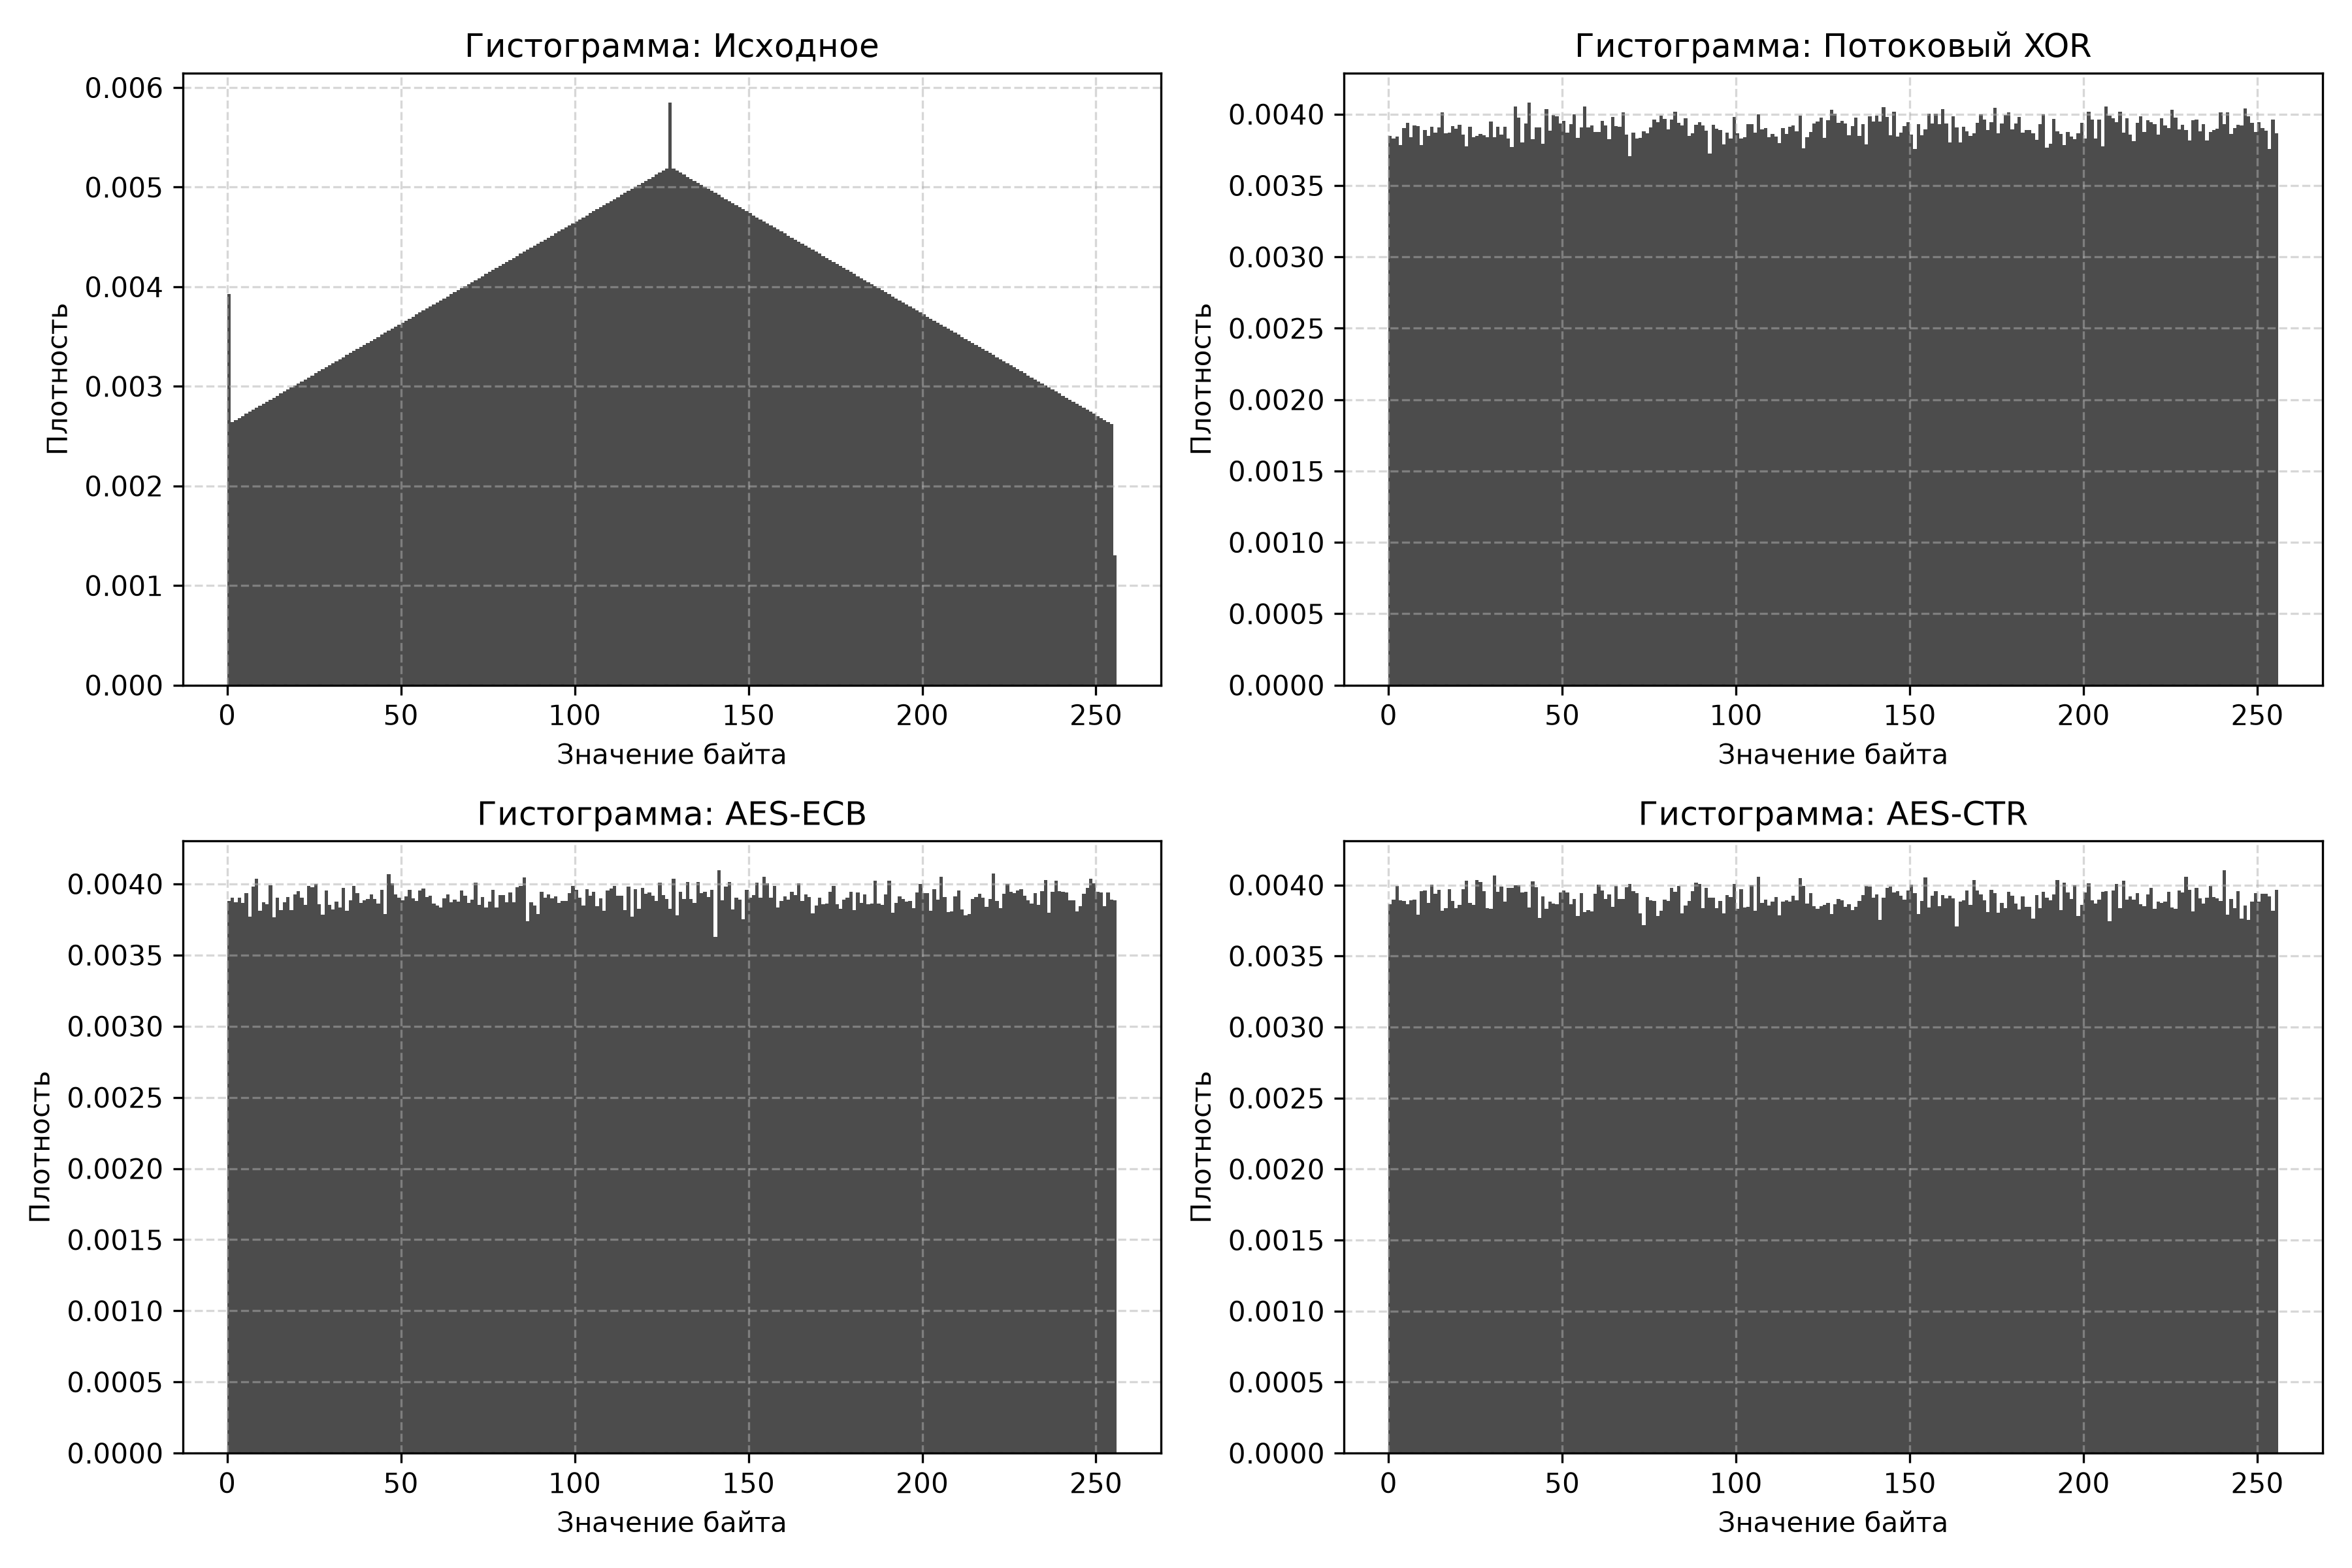 Гистограмма: Исходное
0.006
0.005
0.004
0.003
0.002
0.001
0.000
Плотность
0 50 100 150 200 250
Значение байта
Гистограмма: Потоковый XOR
0.0040
0.0035
0.0030
0.0025
0.0020
0.0015
0.0010
0.0005
0.0000
Плотность
0 50 100 150 200 250
Значение байта
Гистограмма: AES-ECB
0.0040
0.0035
0.0030
0.0025
0.0020
0.0015
0.0010
0.0005
0.0000
Плотность
0 50 100 150 200 250
Значение байта
Гистограмма: AES-CTR
0.0040
0.0035
0.0030
0.0025
0.0020
0.0015
0.0010
0.0005
0.0000
Плотность
0 50 100 150 200 250
Значение байта